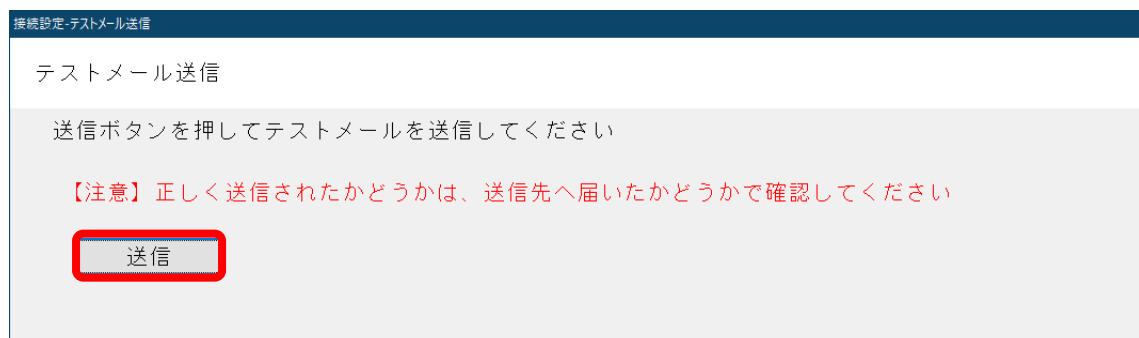 接続設定-テストメール送信
テストメール送信
送信ボタンを押してテストメールを送信してください
【注意】正しく送信されたかどうかは、送信先へ届いたかどうかで確認してください
送信